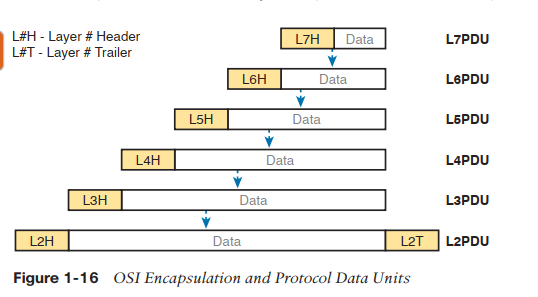 L#H - Layer # Header
L#T - Layer # Trailer
L7H Data L7PDU
L6H Data L6PDU
L5H Data L5PDU
L4H Data L4PDU
L3H Data L3PDU
L2H Data L2T L2PDU
Figure 1-16 OSI Encapsulation and Protocol Data Units